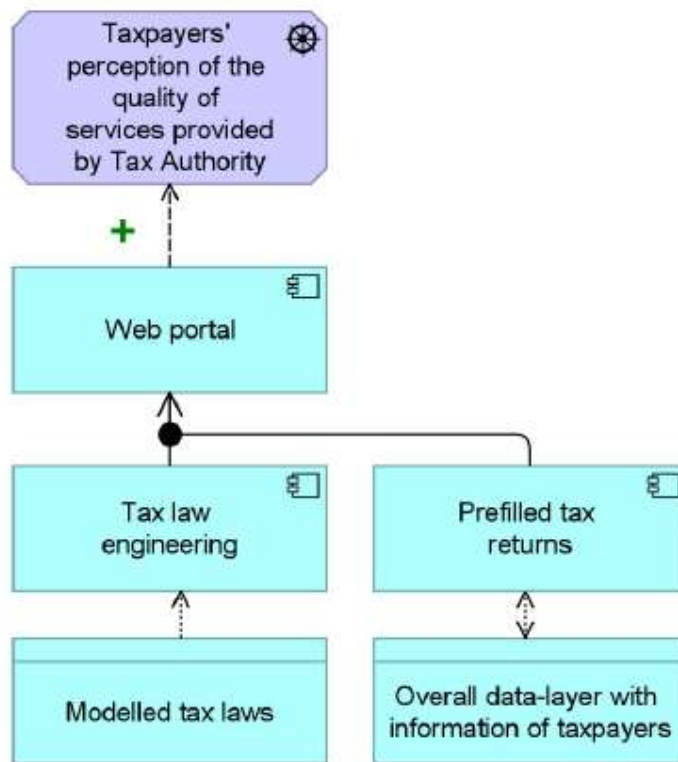 Taxpayers'
perception of the
quality of
services provided
by Tax Authority
+
Web portal
Tax law
engineering
Prefilled tax
returns
Modelled tax laws
Overall data-layer with
information of taxpayers